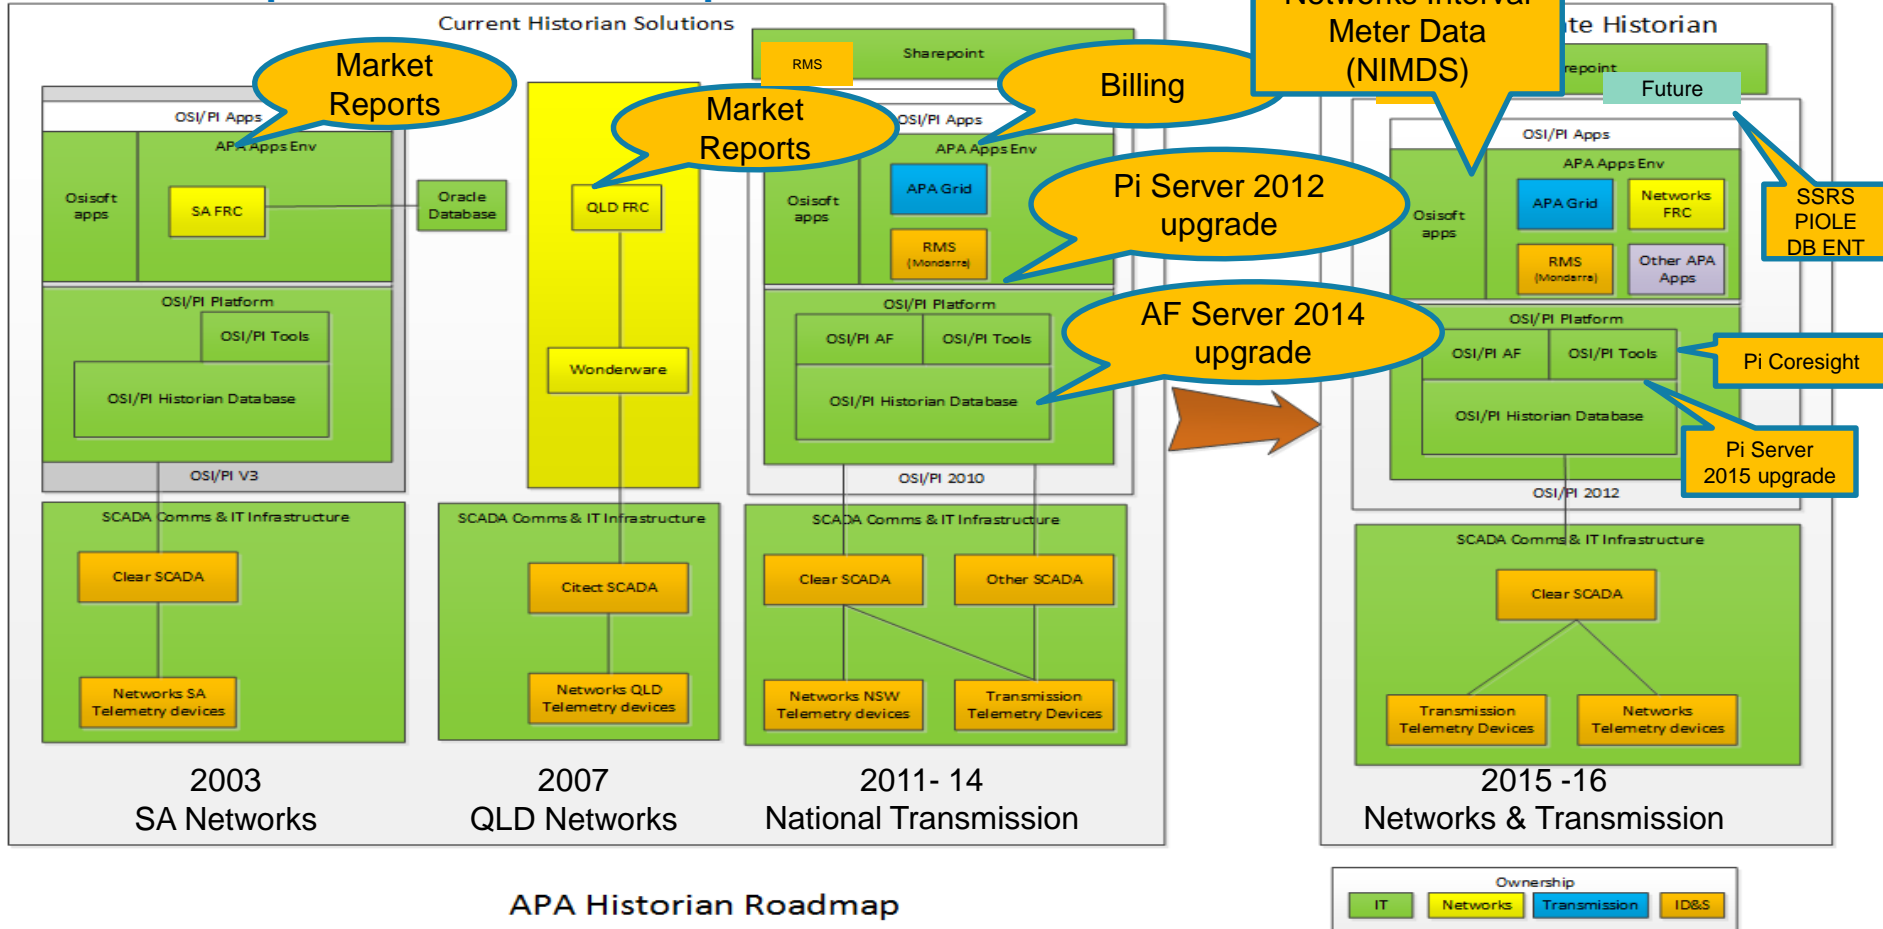 Current Historian Solutions
Market
Reports
OSI/PI Apps
APA Apps Env
Osisoft
apps
SA FRC
Oracle
Database
OSI/PI Platform
OSI/PI Tools
OSI/PI Historian Database
OSI/PI V3
SCADA Comms & IT Infrastructure
Clear SCADA
Networks SA
Telemetry devices
2003
SA Networks
Market
Reports
QLD FRC
Wonderware
SCADA Comms & IT Infrastructure
Citect SCADA
Networks QLD
Telemetry devices
2007
QLD Networks
RMS
Sharepoint
Billing
OSI/PI Apps
APA Apps Env
Osisoft
apps
APA Grid
RMS
(Mondarra)
Pi Server 2012
upgrade
OSI/PI Platform
OSI/PI AF
OSI/PI Tools
OSI/PI Historian Database
AF Server 2014
upgrade
OSI/PI 2010
SCADA Comms & IT Infrastructure
Clear SCADA
Other SCADA
Networks NSW
Telemetry devices
Transmission
Telemetry Devices
2011- 14
National Transmission
Networks Interval
Meter Data
(NIMDS)
te Historian
repoint
Future
OSI/PI Apps
APA Apps Env
Osisoft
apps
APA Grid
Networks
FRC
RMS
(Mondarra)
Other APA
Apps
SSRS
PIOLE
DB ENT
OSI/PI Platform
OSI/PI AF
OSI/PI Tools
Pi Coresight
OSI/PI Historian Database
Pi Server
2015 upgrade
OSI/PI 2012
SCADA Comms & IT Infrastructure
Clear SCADA
Transmission
Telemetry Devices
Networks
Telemetry devices
2015 -16
Networks & Transmission
APA Historian Roadmap
Ownership
IT
Networks
Transmission
ID&S